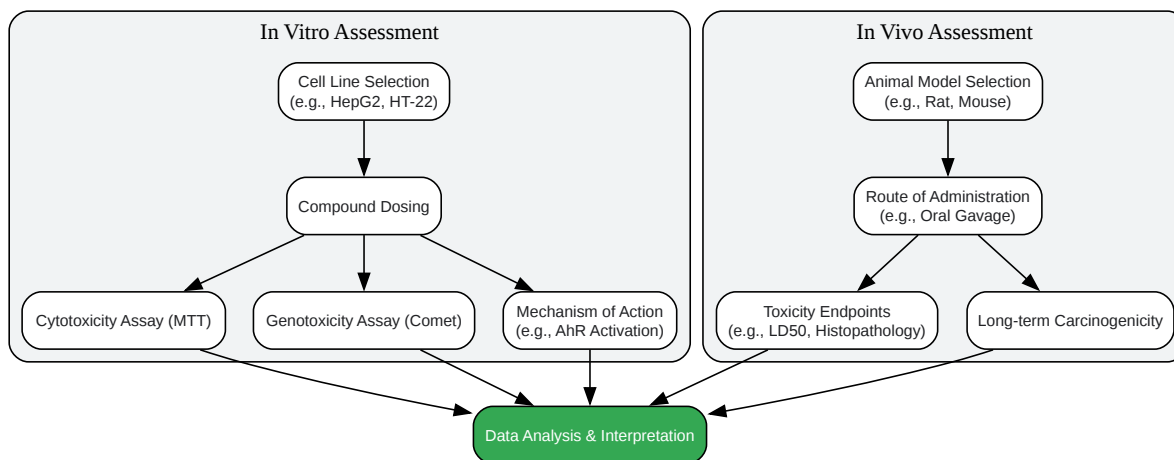 In Vitro Assessment
Cell Line Selection
(e.g., HepG2, HT-22)
Compound Dosing
Cytotoxicity Assay (MTT)
Genotoxicity Assay (Comet)
Mechanism of Action
(e.g., AhR Activation)
In Vivo Assessment
Animal Model Selection
(e.g., Rat, Mouse)
Route of Administration
(e.g., Oral Gavage)
Toxicity Endpoints
(e.g., LD50, Histopathology)
Long-term Carcinogenicity
Data Analysis & Interpretation